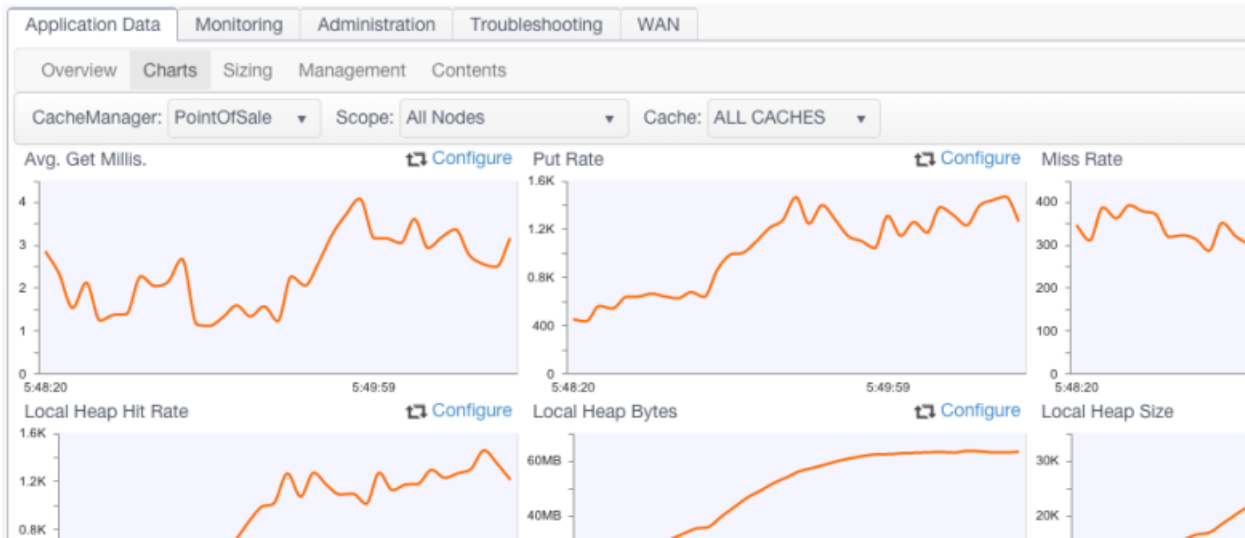 Application Data Monitoring Administration Troubleshooting WAN
Overview Charts Sizing Management Contents
CacheManager: PointOfSale Scope: All Nodes Cache: ALL CACHES
Avg. Get Millis. Configure Put Rate Configure Miss Rate
4
3
2
1
0
5:48:20 5:49:59
1.6K
1.2K
0.8K
400
0
5:48:20 5:49:59
400
300
200
100
0
5:48:20
Local Heap Hit Rate Configure Local Heap Bytes Configure Local Heap Size
1.6K
1.2K
0.8K
60MB
40MB
30K
20K